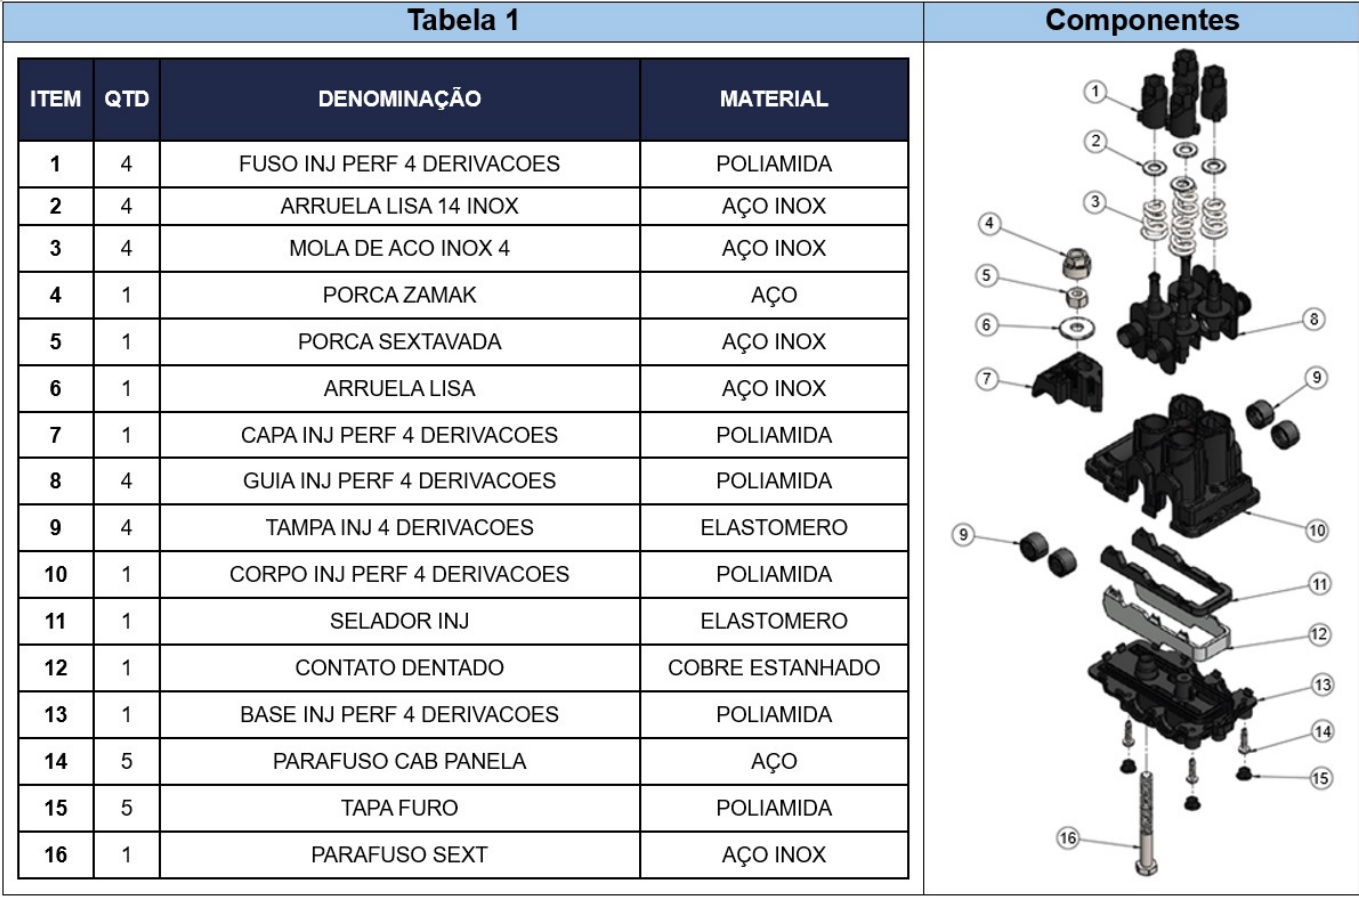 Tabela 1
Componentes
ITEM QTD DENOMINAÇÃO MATERIAL
1 4 FUSO INJ PERF 4 DERIVACOES POLIAMIDA
2 4 ARRUELA LISA 14 INOX AÇO INOX
3 4 MOLA DE ACO INOX 4 AÇO INOX
4 1 PORCA ZAMAK AÇO
5 1 PORCA SEXTAVADA AÇO INOX
6 1 ARRUELA LISA AÇO INOX
7 1 CAPA INJ PERF 4 DERIVACOES POLIAMIDA
8 4 GUIA INJ PERF 4 DERIVACOES POLIAMIDA
9 4 TAMPA INJ 4 DERIVACOES ELASTOMERO
10 1 CORPO INJ PERF 4 DERIVACOES POLIAMIDA
11 1 SELADOR INJ ELASTOMERO
12 1 CONTATO DENTADO COBRE ESTANHADO
13 1 BASE INJ PERF 4 DERIVACOES POLIAMIDA
14 5 PARAFUSO CAB PANELA AÇO
15 5 TAPA FURO POLIAMIDA
16 1 PARAFUSO SEXT AÇO INOX
1
2
3
4
5
6
8
7
9
10
9
11
12
13
14
15
16